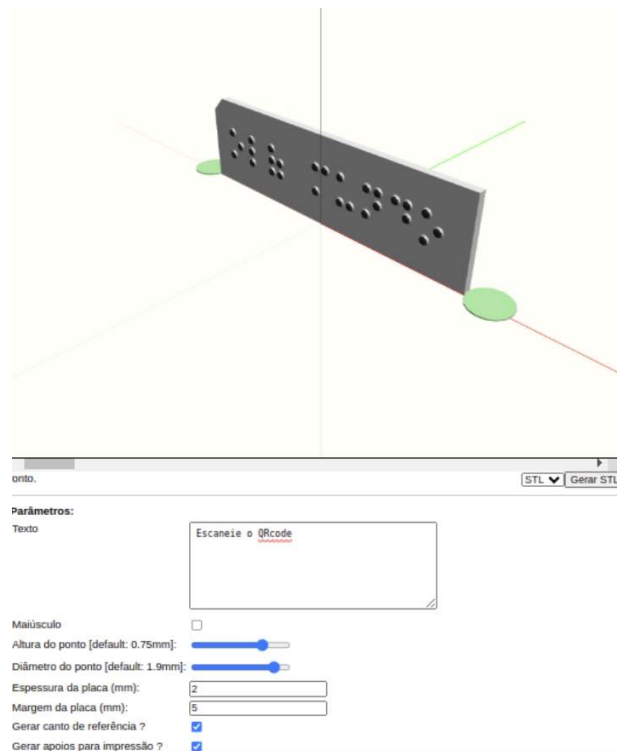 onto.
STL Gerar STL
Parâmetros:
Texto
Escaneie o QRcode
Maiúsculo
Altura do ponto [default: 0.75mm]:
Diâmetro do ponto [default: 1.9mm]:
Espessura da placa (mm):
2
Margem da placa (mm):
5
Gerar canto de referência ?
Gerar apoios para impressão ?